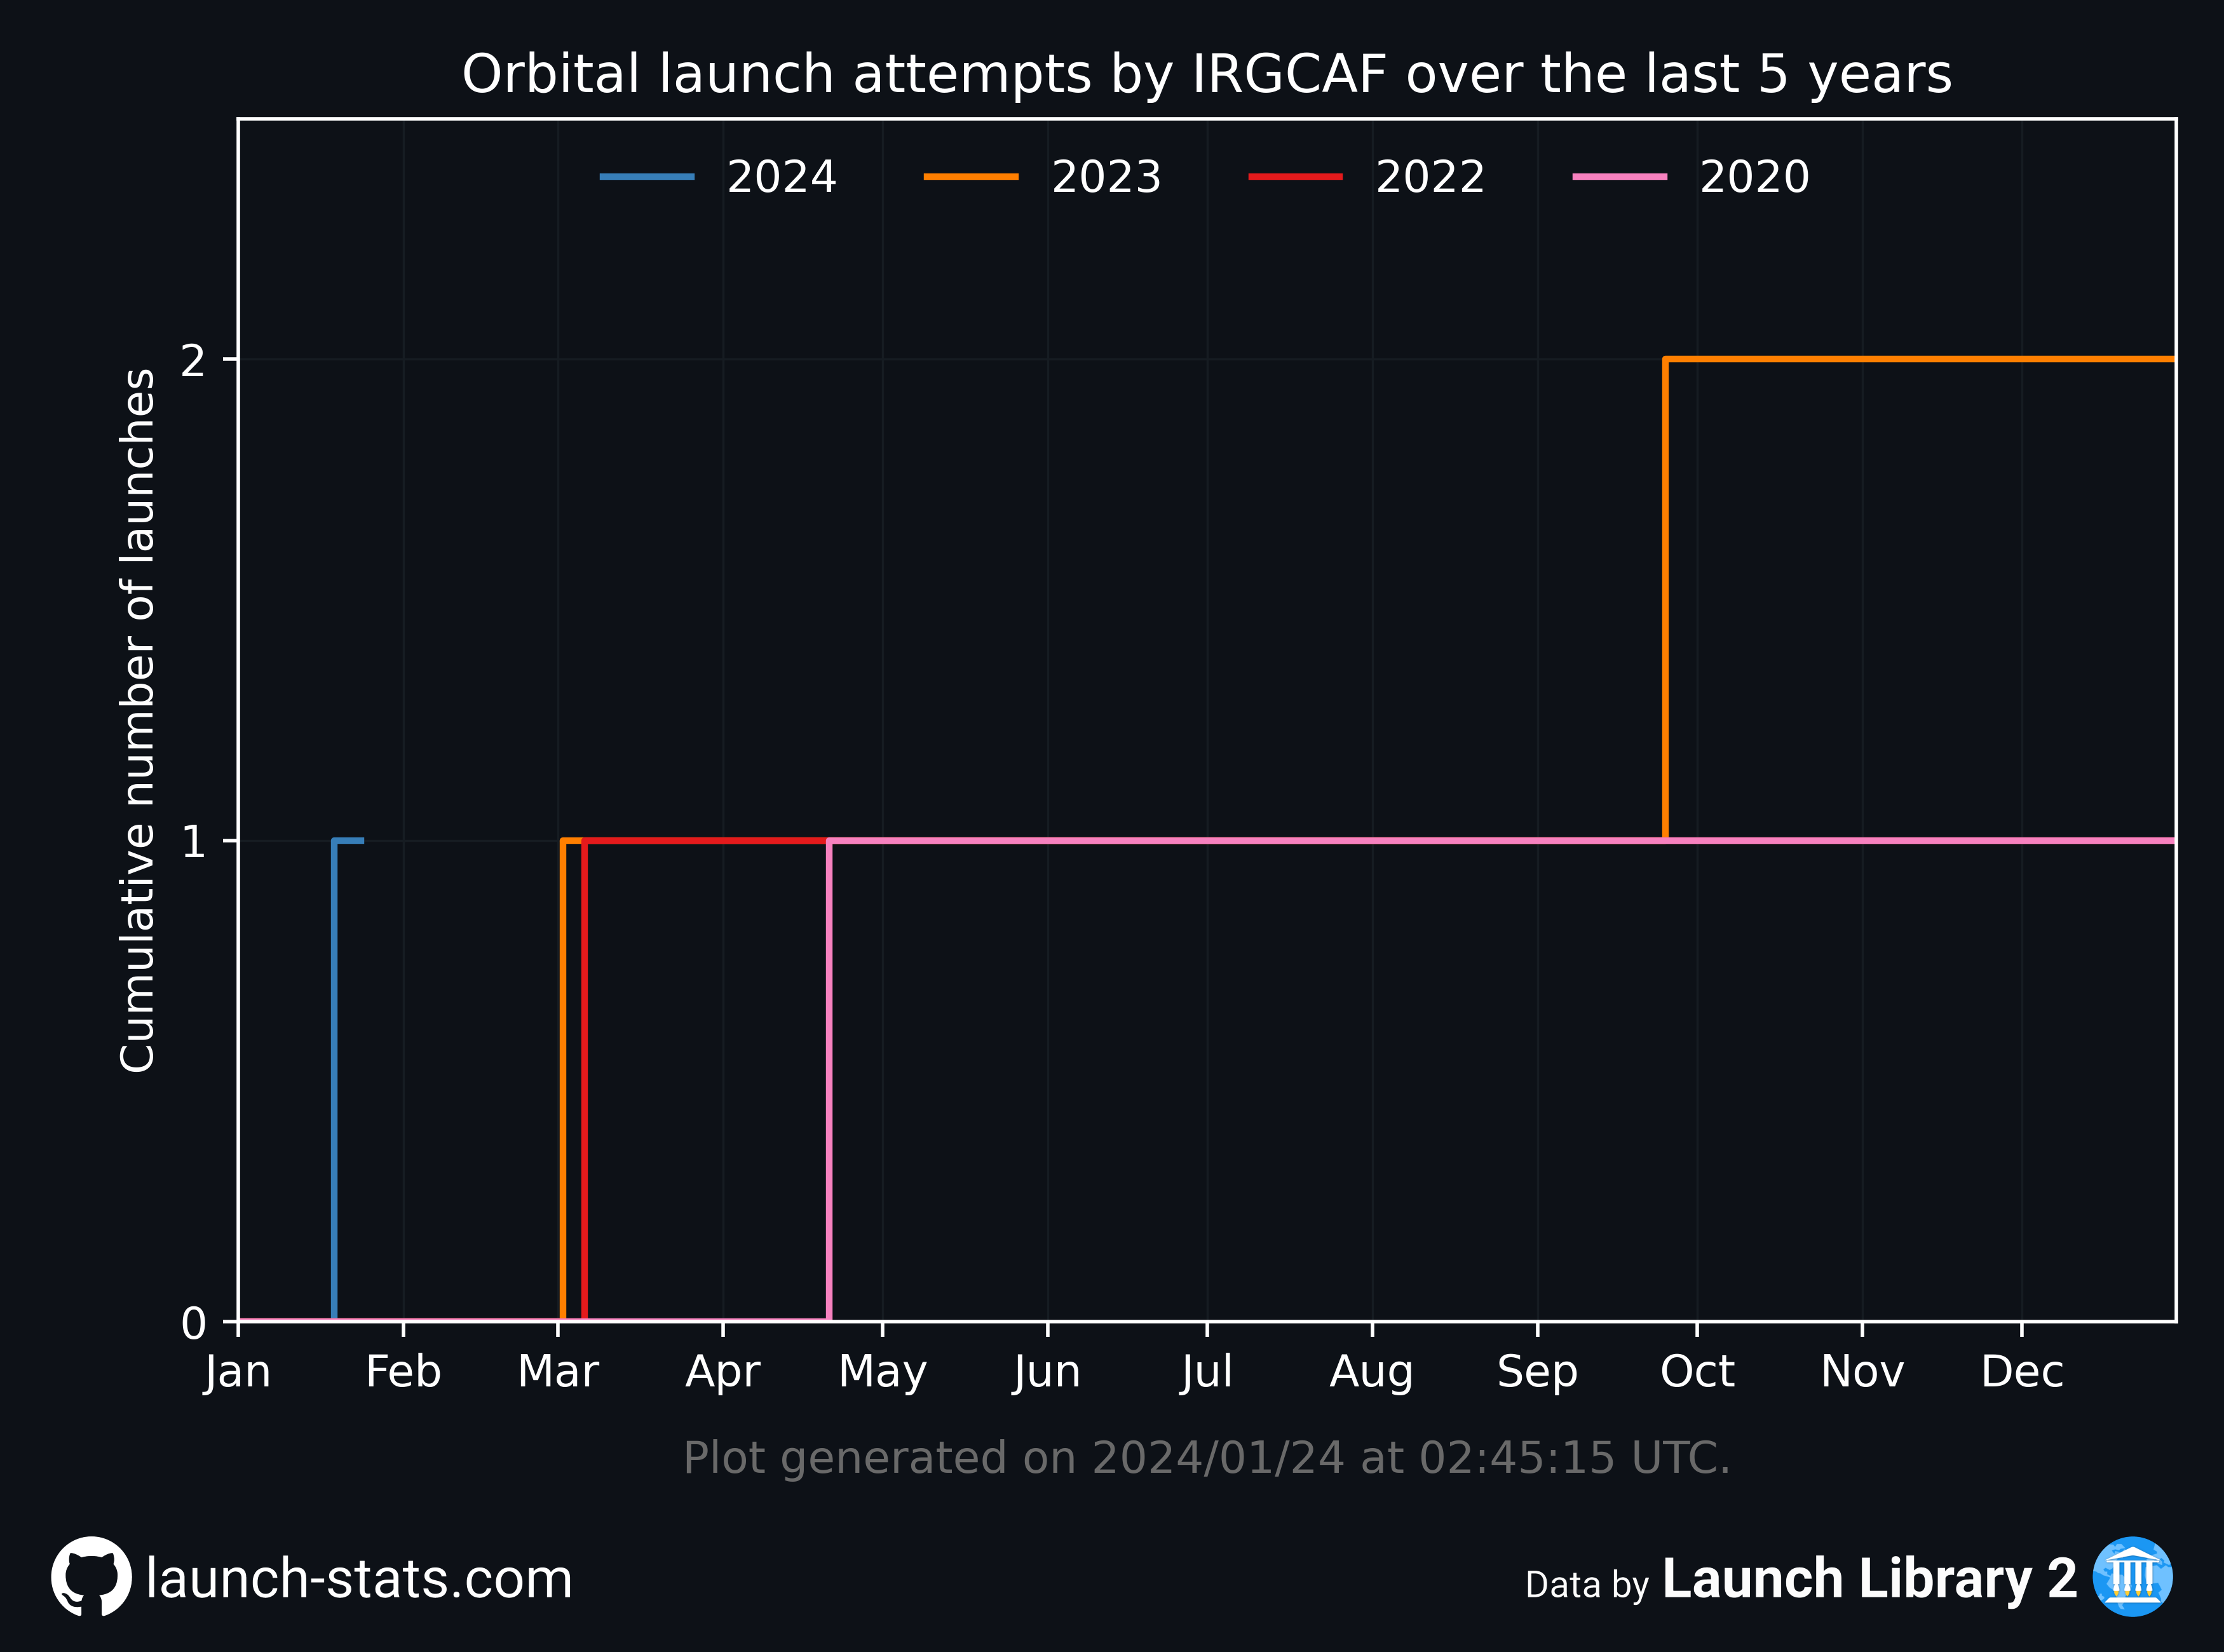 Orbital launch attempts by IRGCAF over the last 5 years
2024 2023 2022 2020
Cumulative number of launches
2
1
0
Jan Feb Mar Apr May Jun Jul Aug Sep Oct Nov Dec
Plot generated on 2024/01/24 at 02:45:15 UTC.
launch-stats.com
Data by Launch Library 2